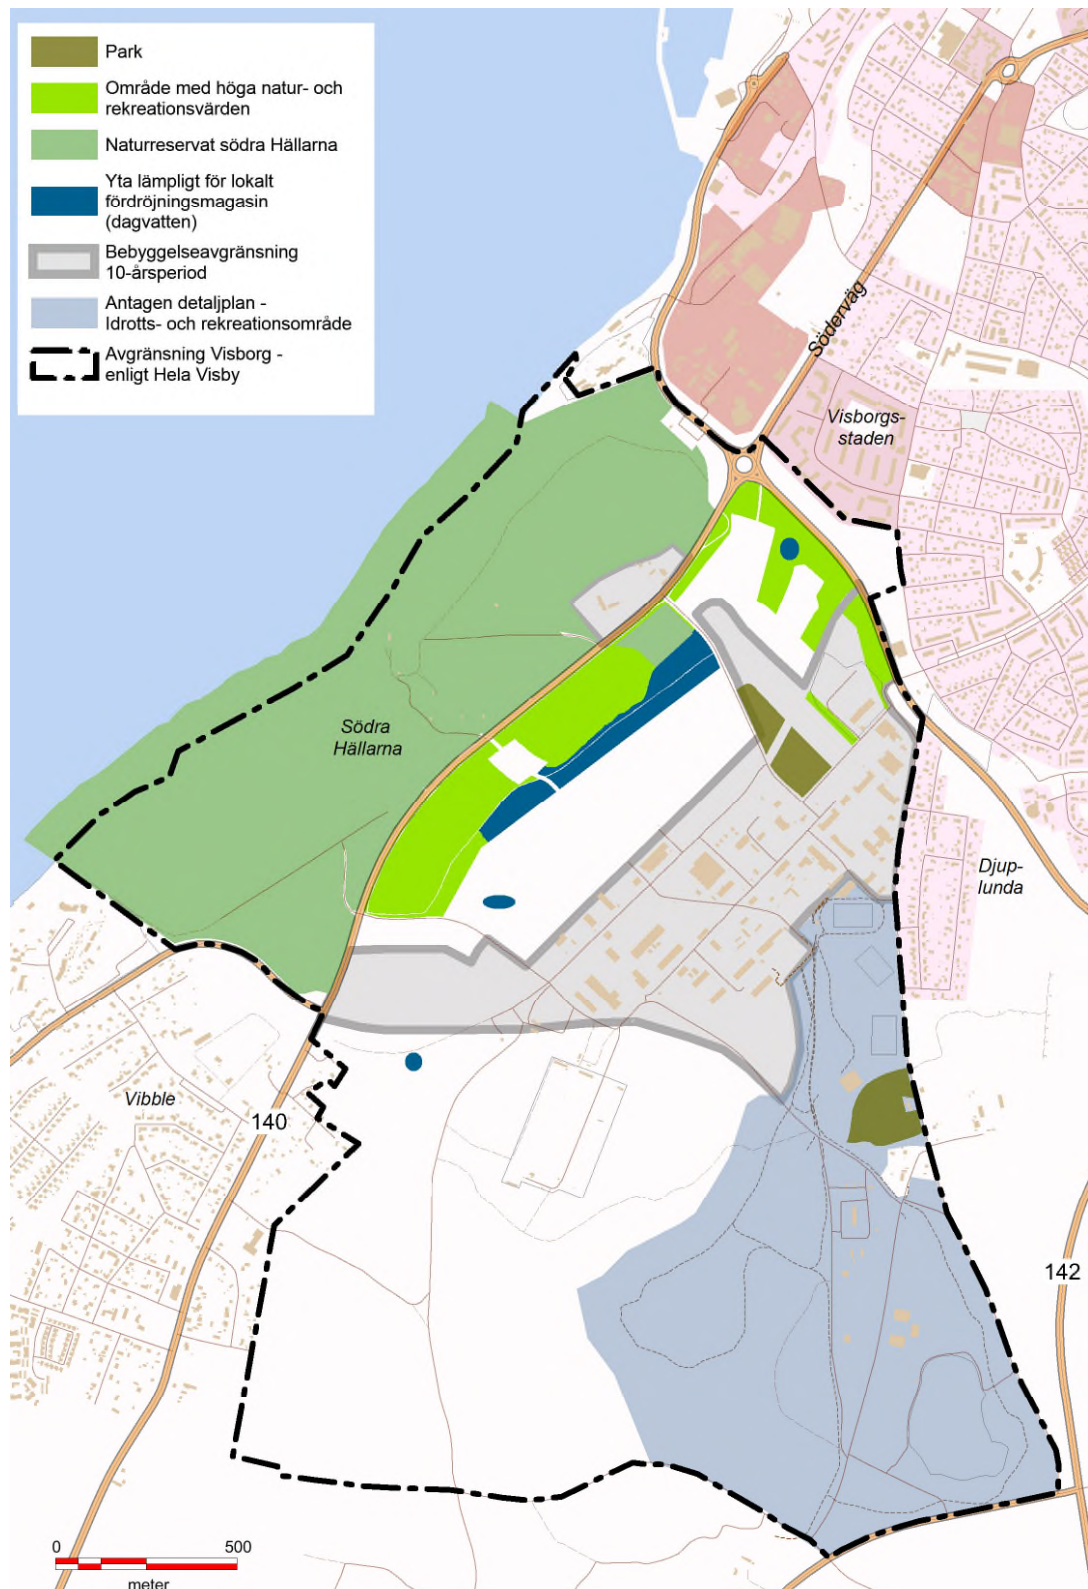 Park
Område med höga natur- och
rekreationsvärden
Naturreservat södra Hällarna
Yta lämpligt för lokalt
fördröjningsmagasin
(dagvatten)
Bebyggelseavgränsning
10-årsperiod
Antagen detaljplan -
Idrotts- och rekreationsområde
Avgränsning Visborg -
enligt Hela Visby
Söderväg
Visborgs-
staden
Södra
Hällarna
Djup-
lunda
Vibble
140
142
0 500
meter